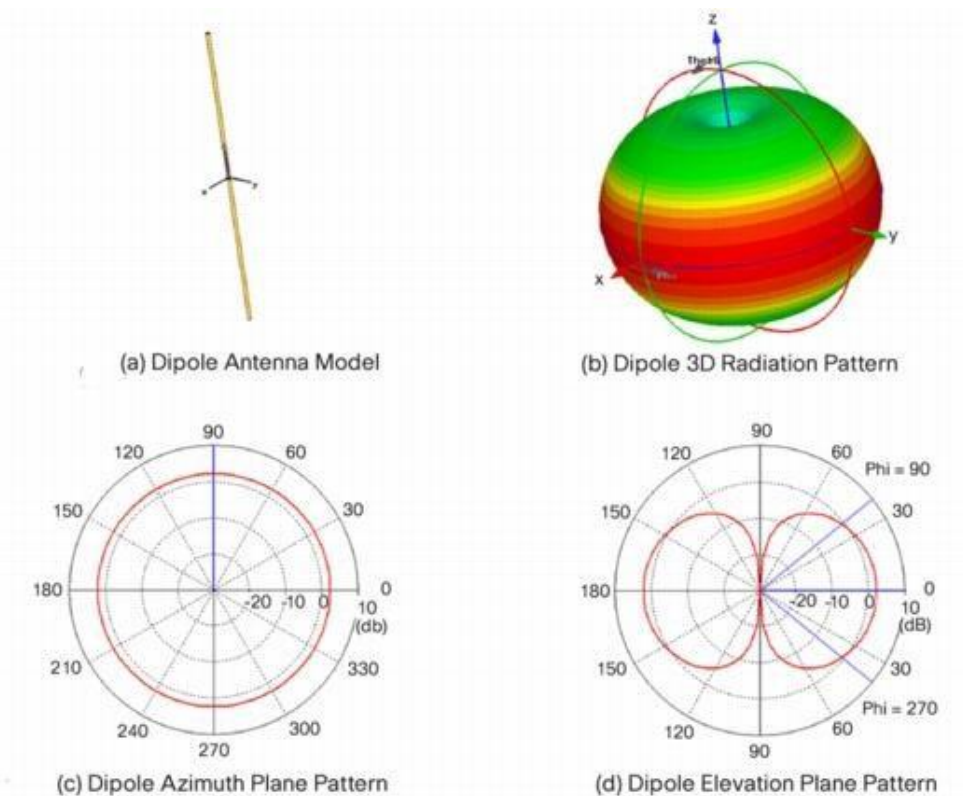 z
Theta
x
y
y
x
Phi
(a) Dipole Antenna Model
(b) Dipole 3D Radiation Pattern
90
120
60
150
30
180
-20
-10
0
10
0
(db)
210
330
240
300
270
(c) Dipole Azimuth Plane Pattern
90
120
60
Phi = 90
150
30
180
-20
-10
0
10
0
(dB)
150
30
120
60
Phi = 270
90
(d) Dipole Elevation Plane Pattern